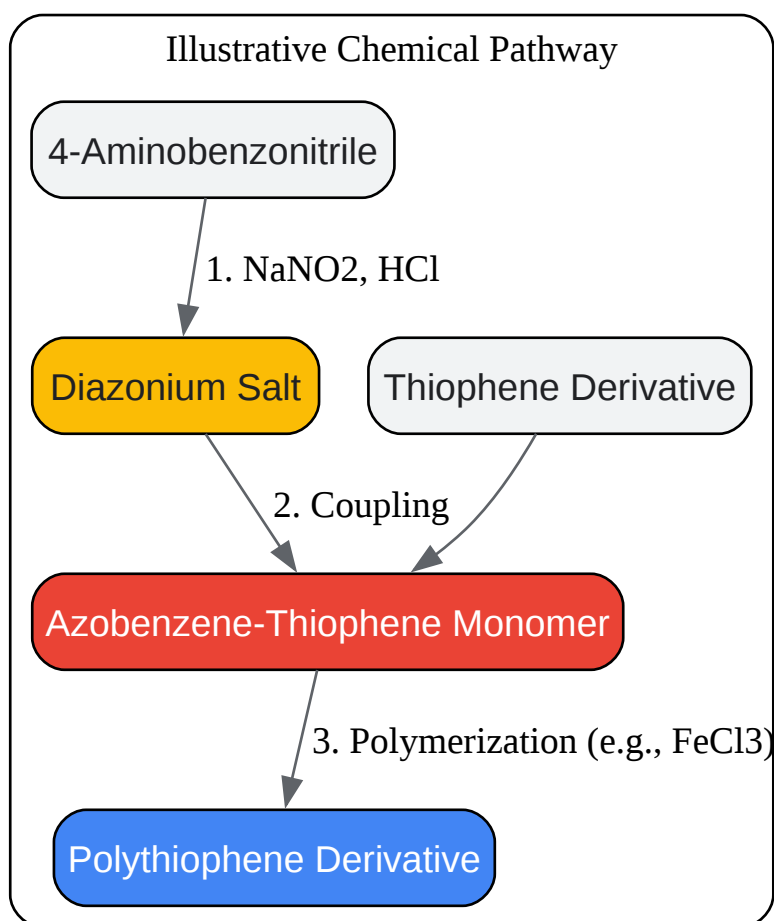 Illustrative Chemical Pathway
4-Aminobenzonitrile
1. NaNO2, HCl
Diazonium Salt
Thiophene Derivative
2. Coupling
Azobenzene-Thiophene Monomer
3. Polymerization (e.g., FeCl3)
Polythiophene Derivative